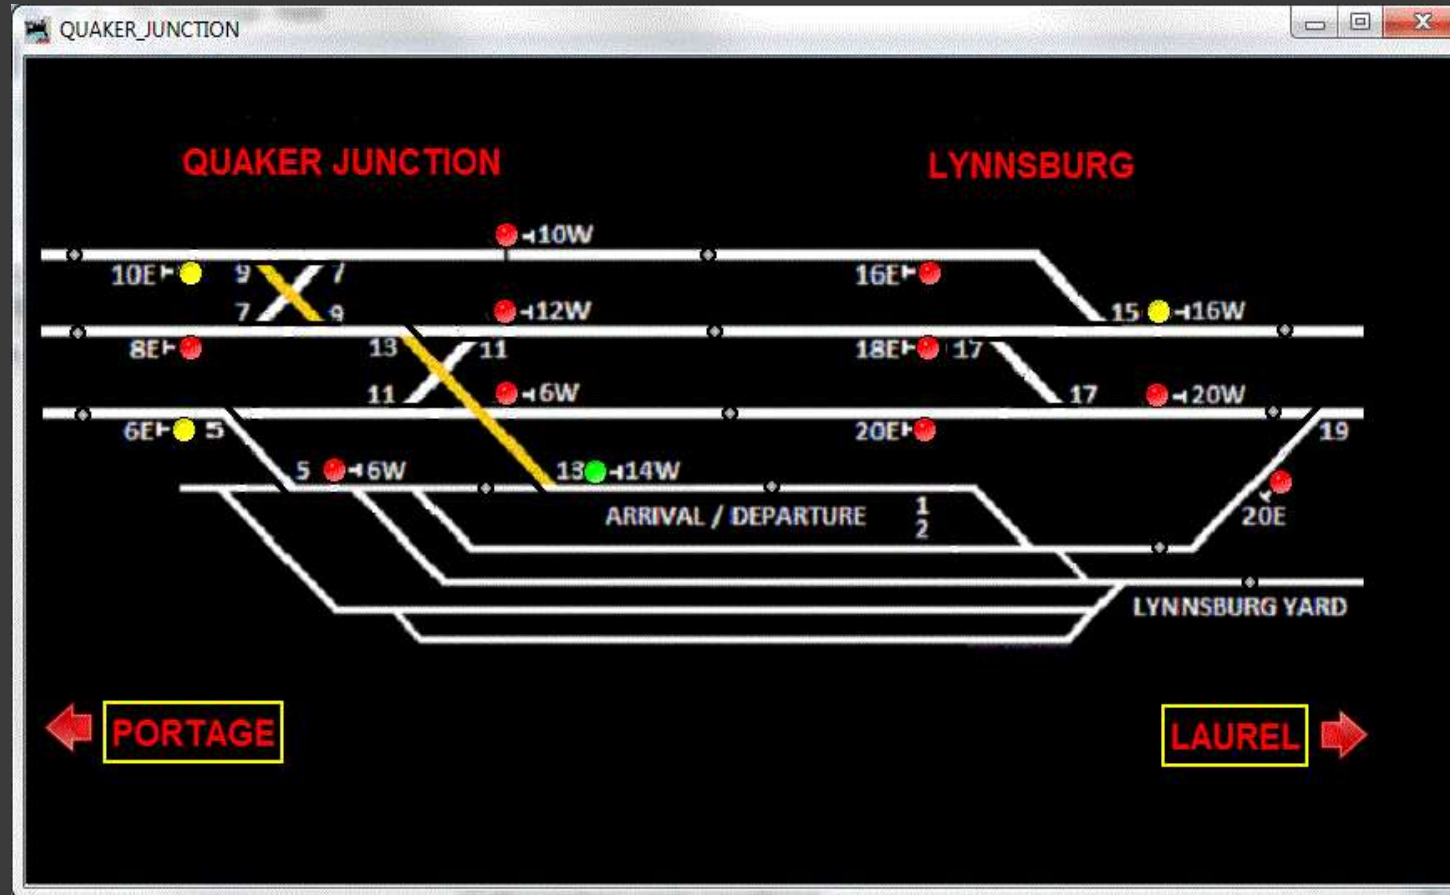 QUAKER_JUNCTION
QUAKER JUNCTION
LYNNSBURG
10W
10E
9
7
16E
7
9
12W
15
16W
8E
13
11
18E
17
11
6W
17
20W
6E
5
20E
19
5
6W
13
14W
ARRIVAL / DEPARTURE
1
2
20E
LYNNSBURG YARD
PORTAGE
LAUREL